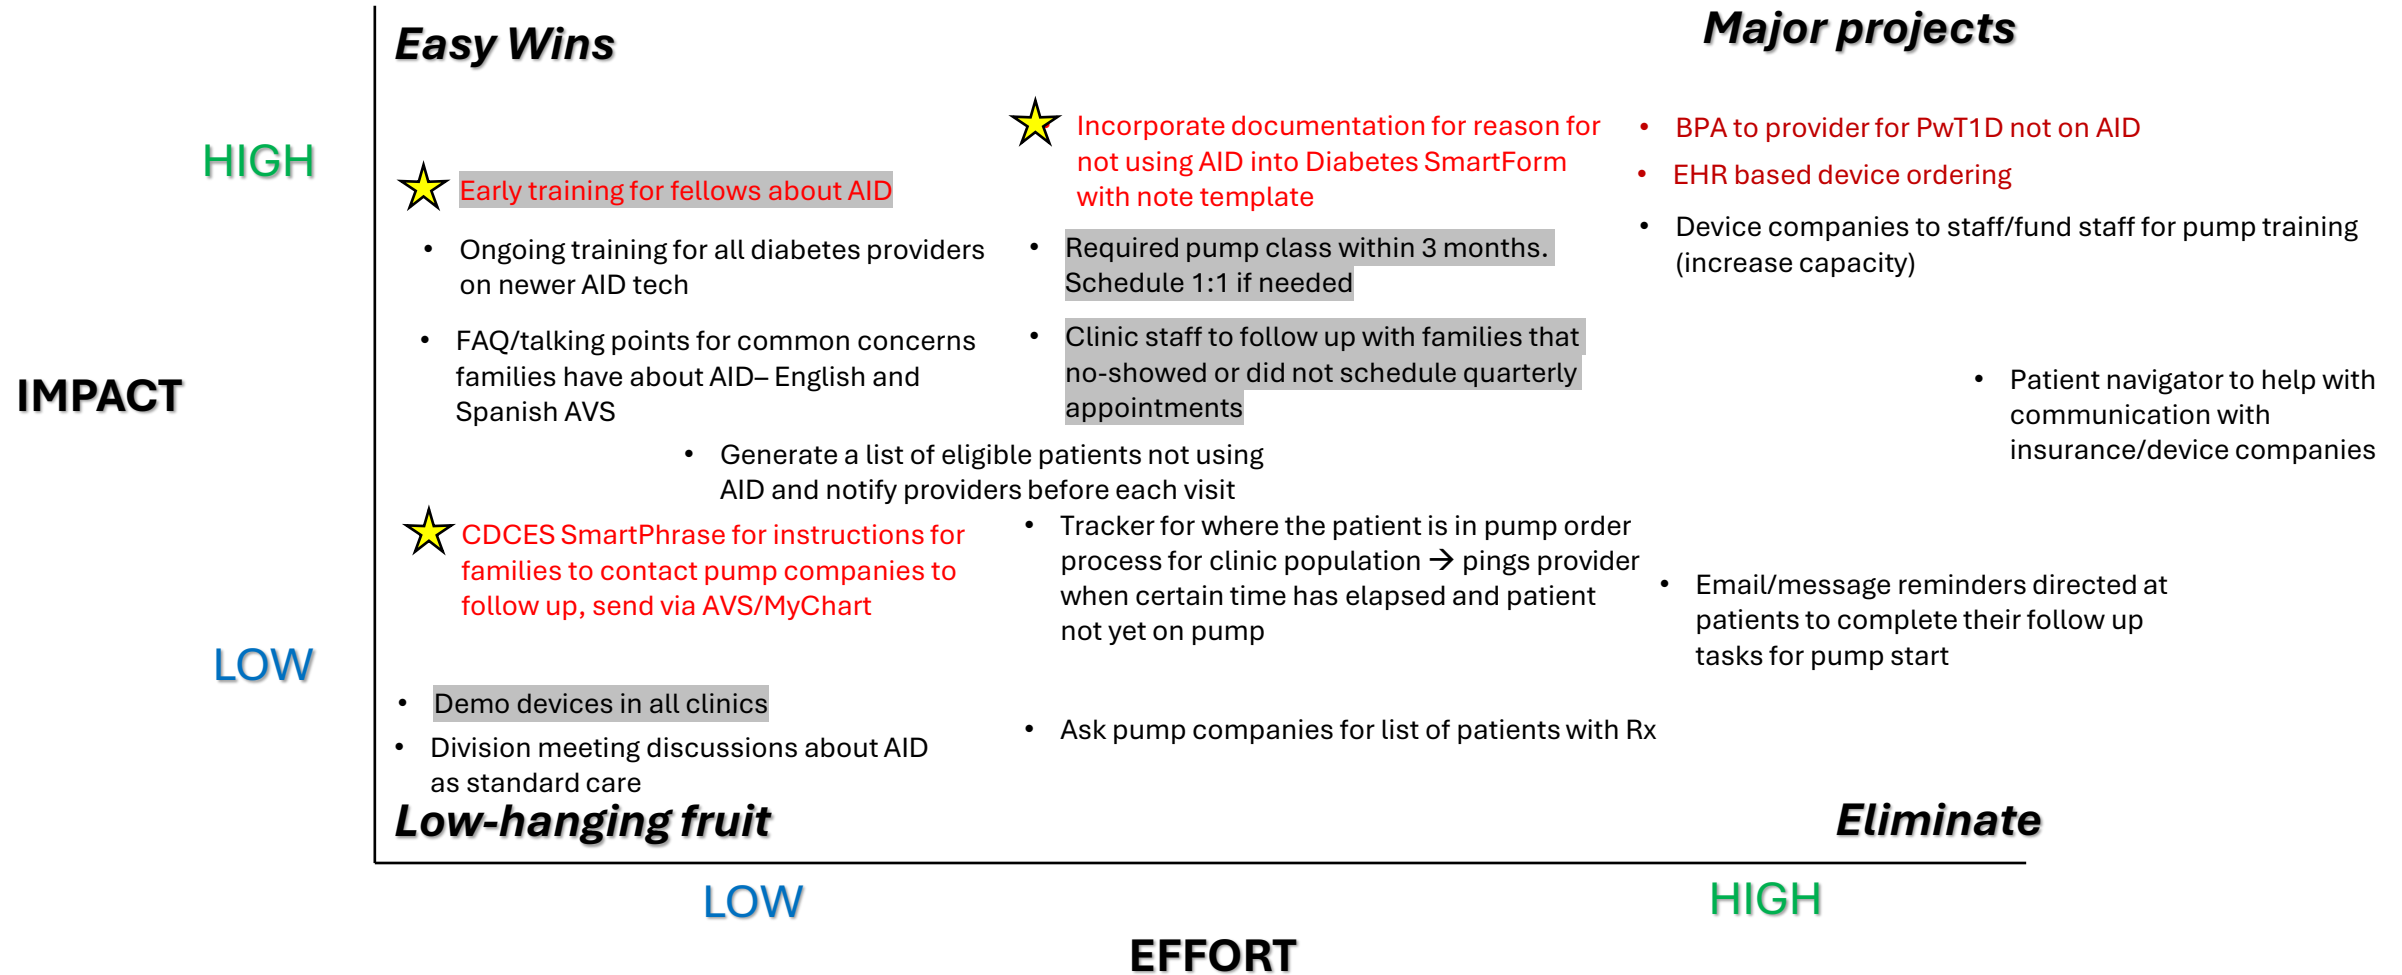 Easy Wins
Major projects
HIGH
IMPACT
LOW
Early training for fellows about AID
• Ongoing training for all diabetes providers
on newer AID tech
• FAQ/talking points for common concerns
families have about AID– English and
Spanish AVS
Incorporate documentation for reason for
not using AID into Diabetes SmartForm
with note template
• Required pump class within 3 months.
Schedule 1:1 if needed
• Clinic staff to follow up with families that
no-showed or did not schedule quarterly
appointments
• BPA to provider for PwT1D not on AID
• EHR based device ordering
• Device companies to staff/fund staff for pump training
(increase capacity)
• Patient navigator to help with
communication with
insurance/device companies
• Generate a list of eligible patients not using
AID and notify providers before each visit
CDCES SmartPhrase for instructions for
families to contact pump companies to
follow up, send via AVS/MyChart
• Tracker for where the patient is in pump order
process for clinic population → pings provider
when certain time has elapsed and patient
not yet on pump
• Email/message reminders directed at
patients to complete their follow up
tasks for pump start
• Demo devices in all clinics
• Division meeting discussions about AID
as standard care
• Ask pump companies for list of patients with Rx
Low-hanging fruit
Eliminate
LOW
HIGH
EFFORT